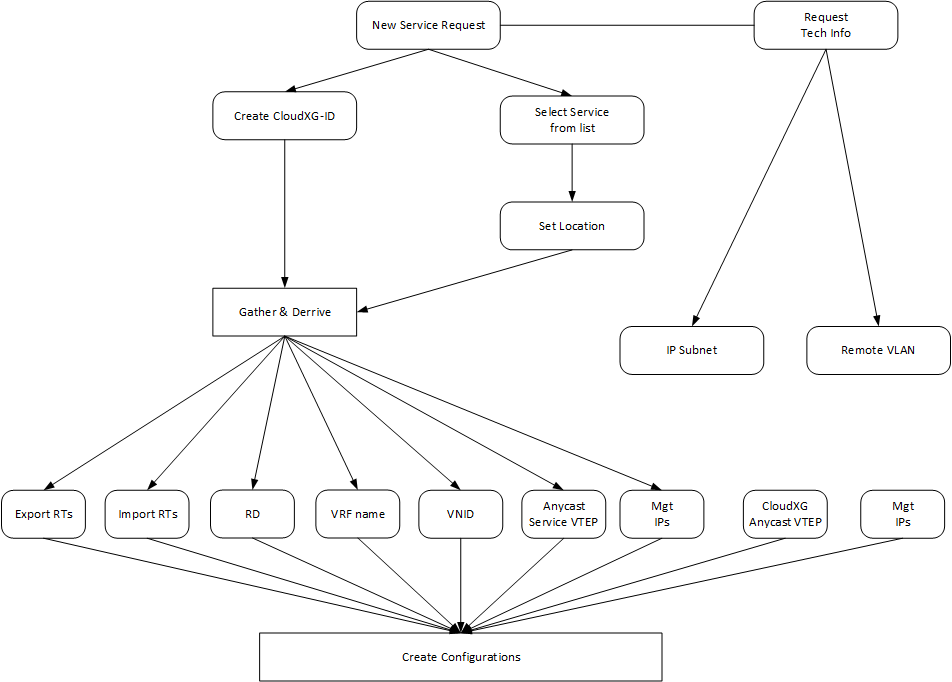 New Service Request
Request
Tech Info
Create CloudXG-ID
Select Service
from list
Set Location
Gather & Derrive
IP Subnet
Remote VLAN
Export RTs
Import RTs
RD
VRF name
VNID
Anycast
Service VTEP
Mgt
IPs
CloudXG
Anycast VTEP
Mgt
IPs
Create Configurations